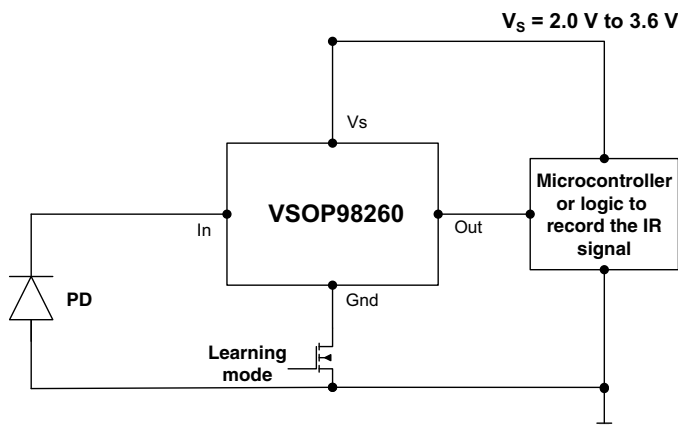 V_S = 2.0 V to 3.6 V
Vs
VSOP98260
In
Out
Microcontroller
or logic to
record the IR
signal
Gnd
PD
Learning
mode